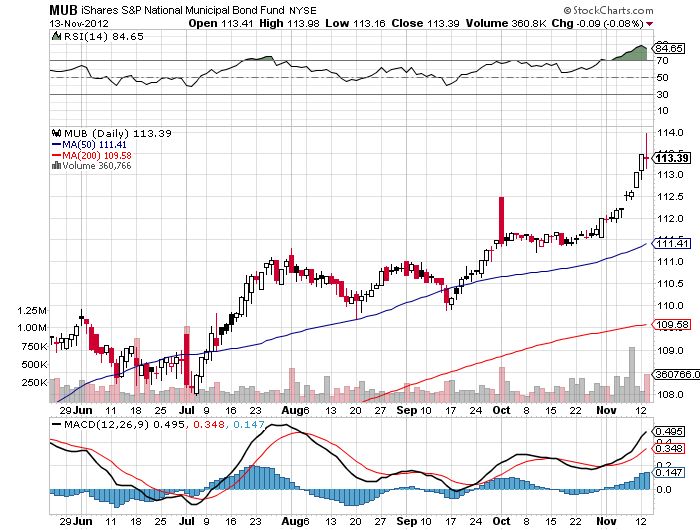 MUB iShares S&P National Municipal Bond Fund NYSE
© StockCharts.com
13-Nov-2012
Open 113.41 High 113.98 Low 113.16 Close 113.39 Volume 360.8K Chg -0.09 (-0.08%)
RSI(14) 84.65
90
84.65
70
50
30
10
MUB (Daily) 113.39
MA(50) 111.41
MA(200) 109.58
Volume 360,766
114.0
113.39
113.0
112.5
112.0
111.41
111.0
110.5
110.0
109.58
109.0
360766.0
108.0
1.25M
1.00M
750K
500K
250K
29 Jun 11 18 25 Jul 9 16 23 Aug 6 13 20 27 Sep 10 17 24 Oct 8 15 22 Nov 12
MACD(12,26,9) 0.495, 0.348, 0.147
0.495
0.348
0.2
0.147
0.0
29 Jun 11 18 25 Jul 9 16 23 Aug 6 13 20 27 Sep 10 17 24 Oct 8 15 22 Nov 12